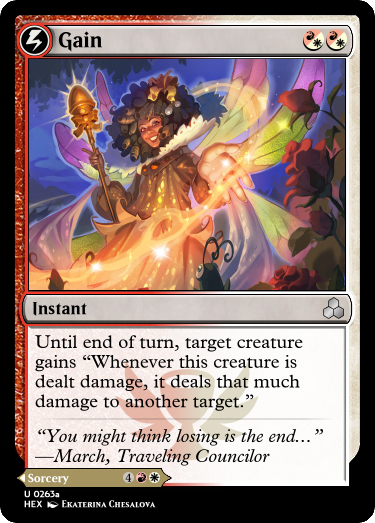 Gain
Instant
Until end of turn, target creature
gains “Whenever this creature is
dealt damage, it deals that much
damage to another target.”
“You might think losing is the end…”
—March, Traveling Councilor
Sorcery 4
U 0263a
HEX EKATERINA CHESALOVA